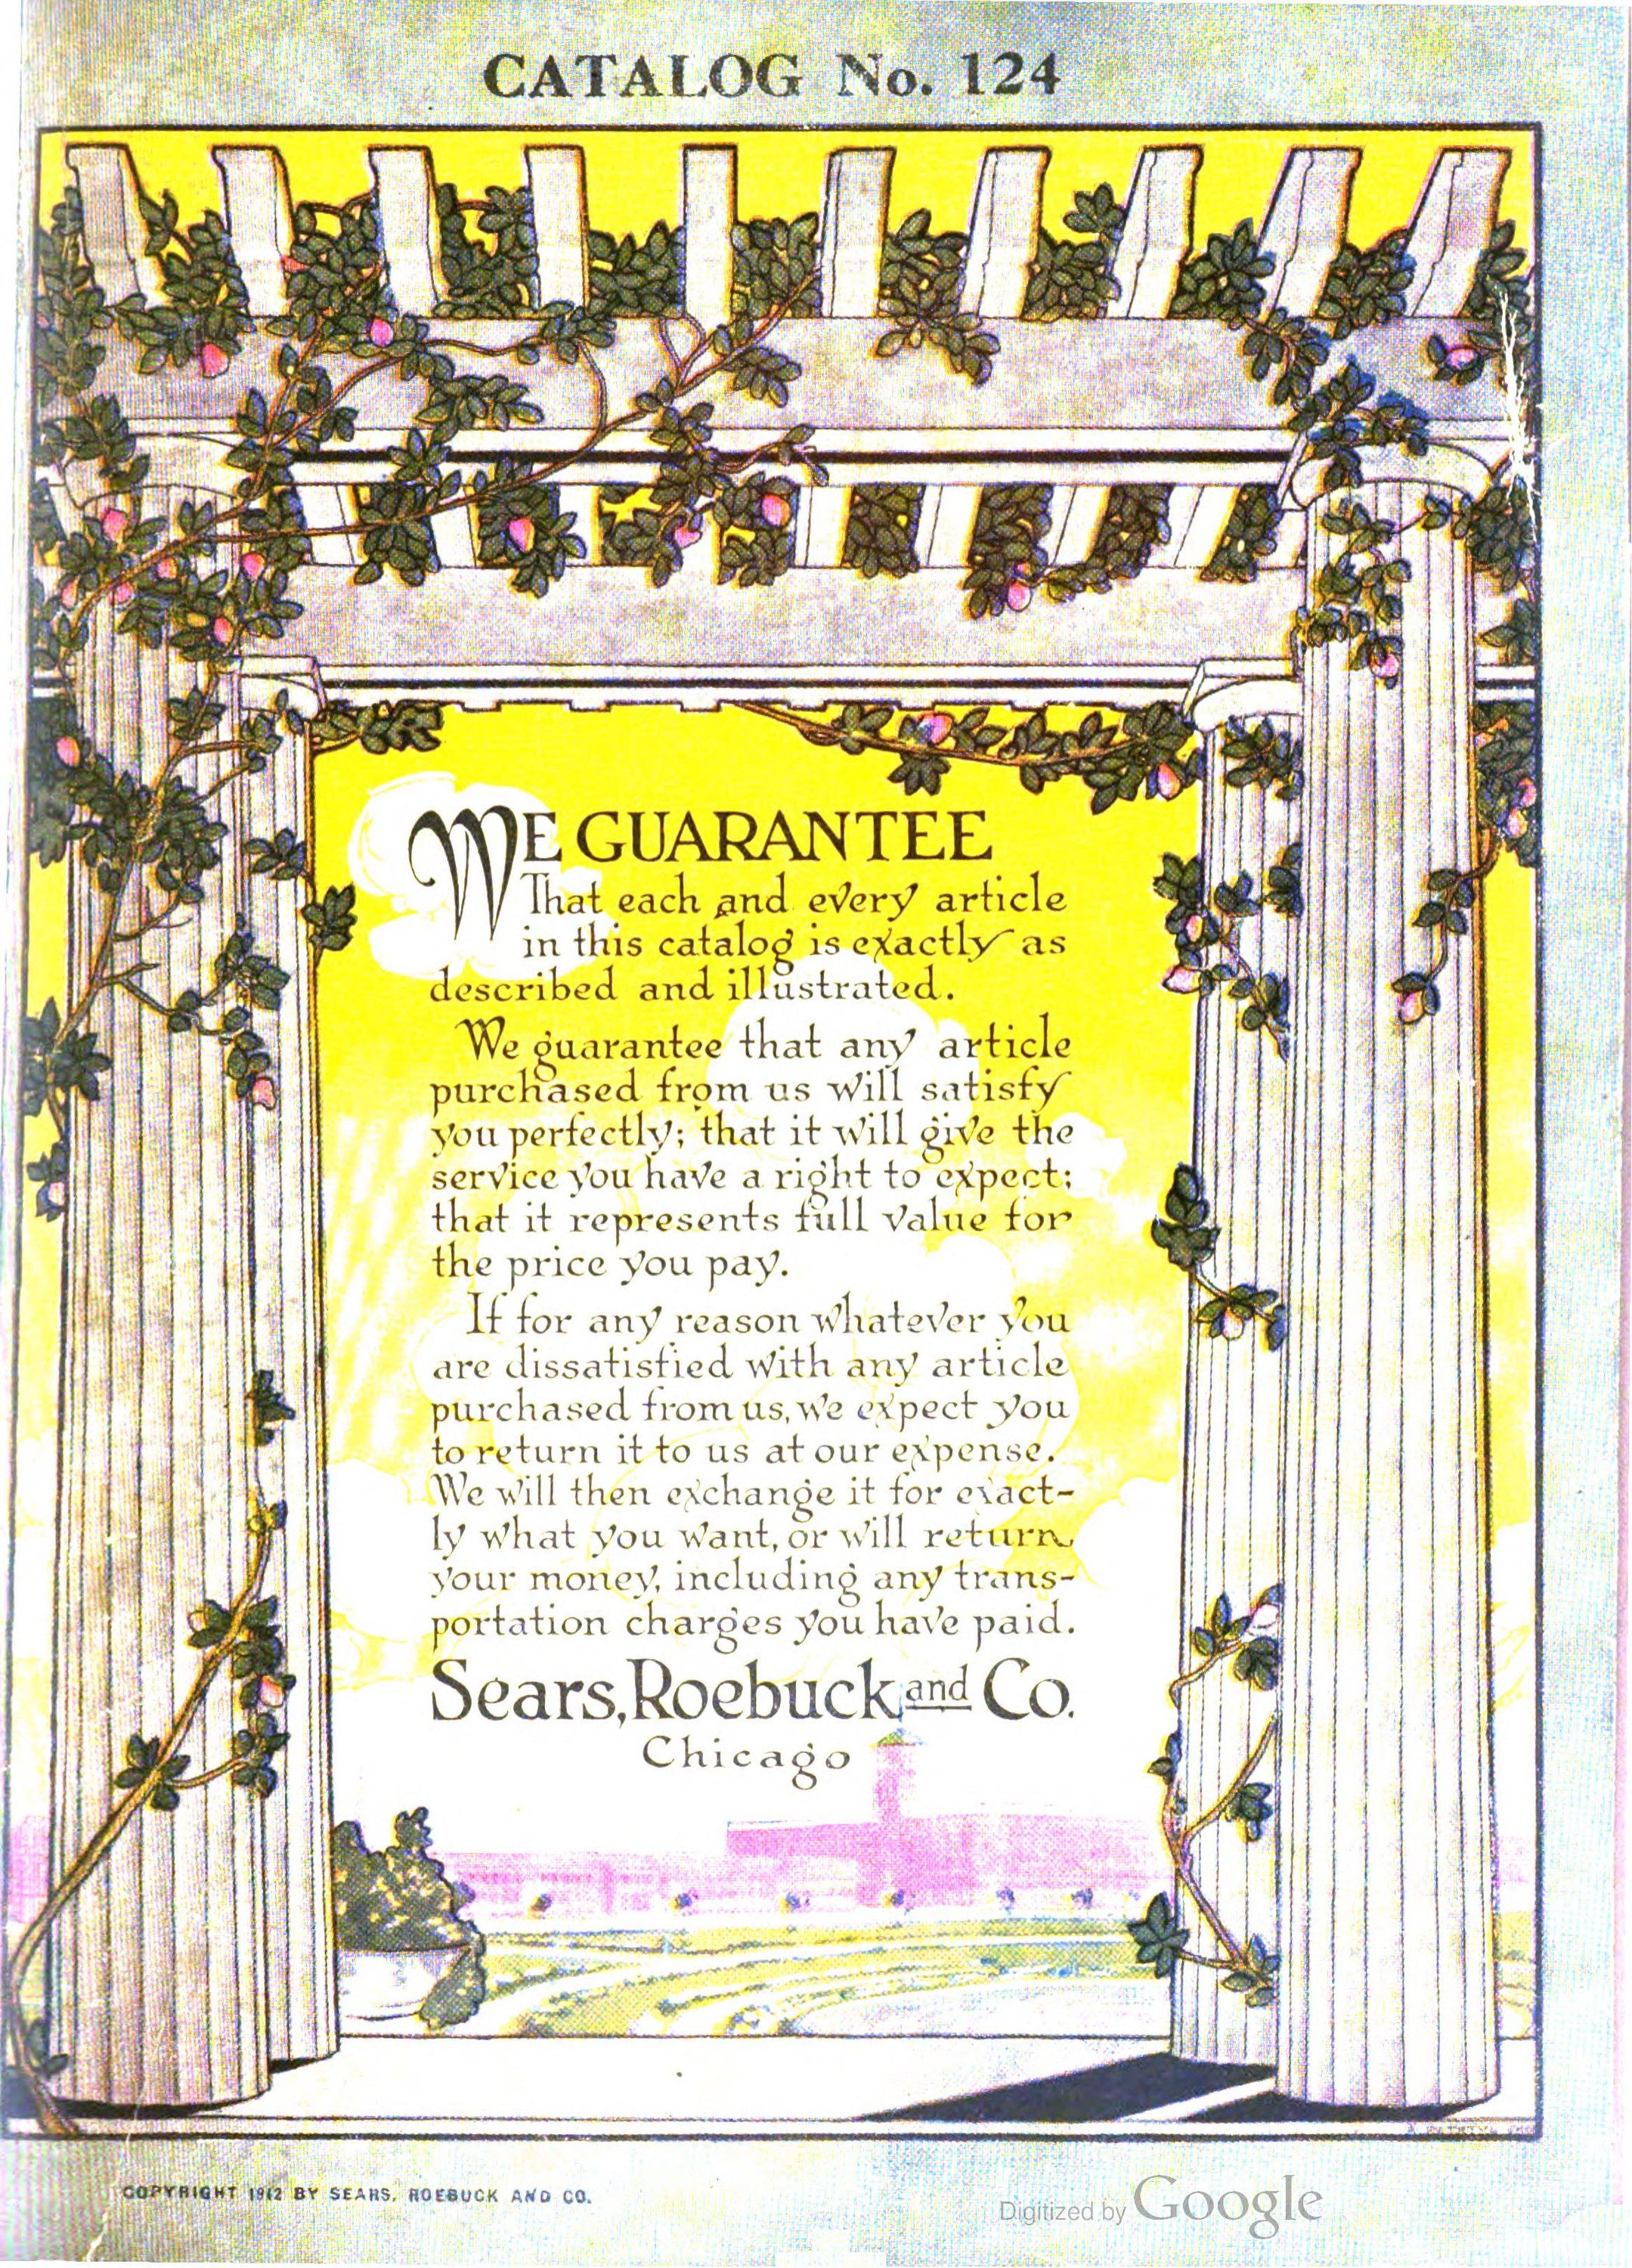 CATALOG No. 124
WE GUARANTEE
That each and every article
in this catalog is exactly as
described and illustrated.
We guarantee that any article
purchased from us will satisfy
you perfectly; that it will give the
service you have a right to expect;
that it represents full value for
the price you pay.
If for any reason whatever you
are dissatisfied with any article
purchased from us, we expect you
to return it to us at our expense.
We will then exchange it for exact-
ly what you want, or will return
your money, including any trans-
portation charges you have paid.
Sears, Roebuck and Co.
Chicago
COPYRIGHT 1912 BY SEARS, ROEBUCK AND CO.
Digitized by Google